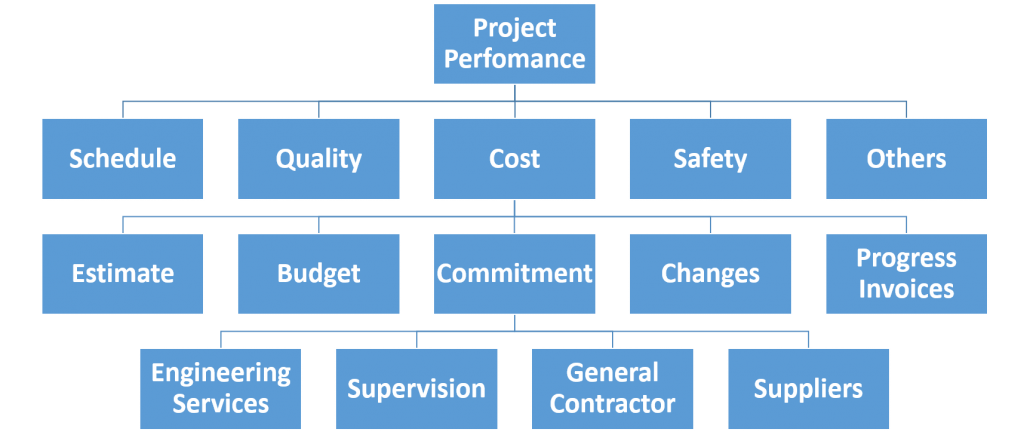 Project
Perfomance
Schedule
Quality
Cost
Safety
Others
Estimate
Budget
Commitment
Changes
Progress
Invoices
Engineering
Services
Supervision
General
Contractor
Suppliers